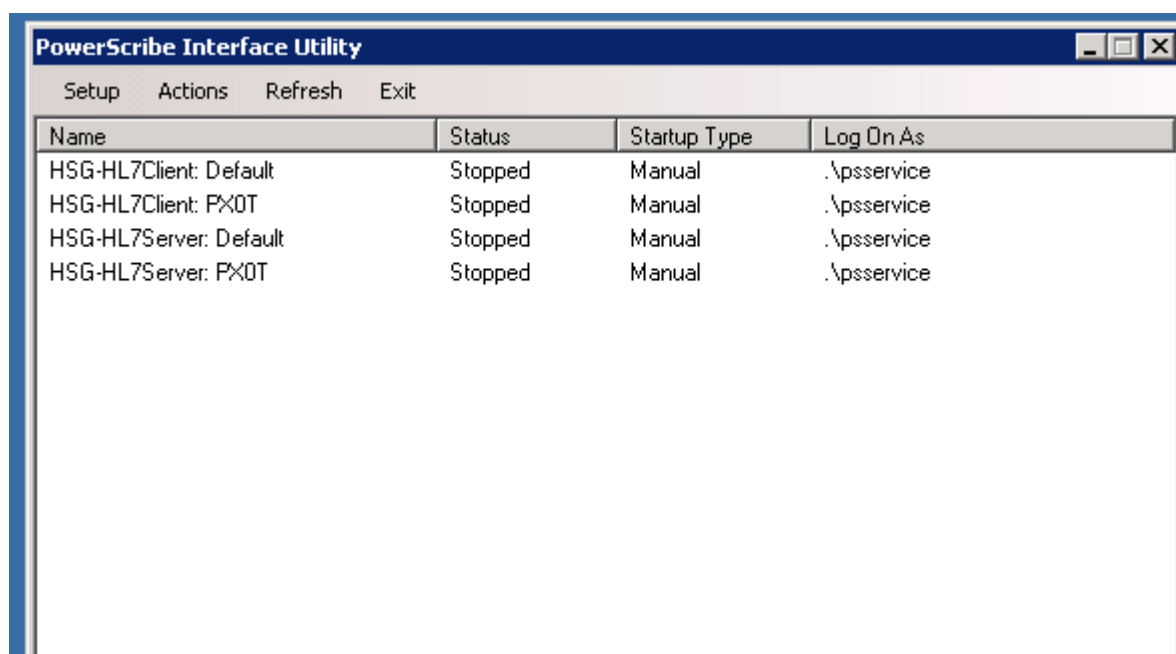 PowerScribe Interface Utility
Setup Actions Refresh Exit
Name Status Startup Type Log On As
HSG-HL7Client: Default Stopped Manual .\psservice
HSG-HL7Client: PX0T Stopped Manual .\psservice
HSG-HL7Server: Default Stopped Manual .\psservice
HSG-HL7Server: PX0T Stopped Manual .\psservice